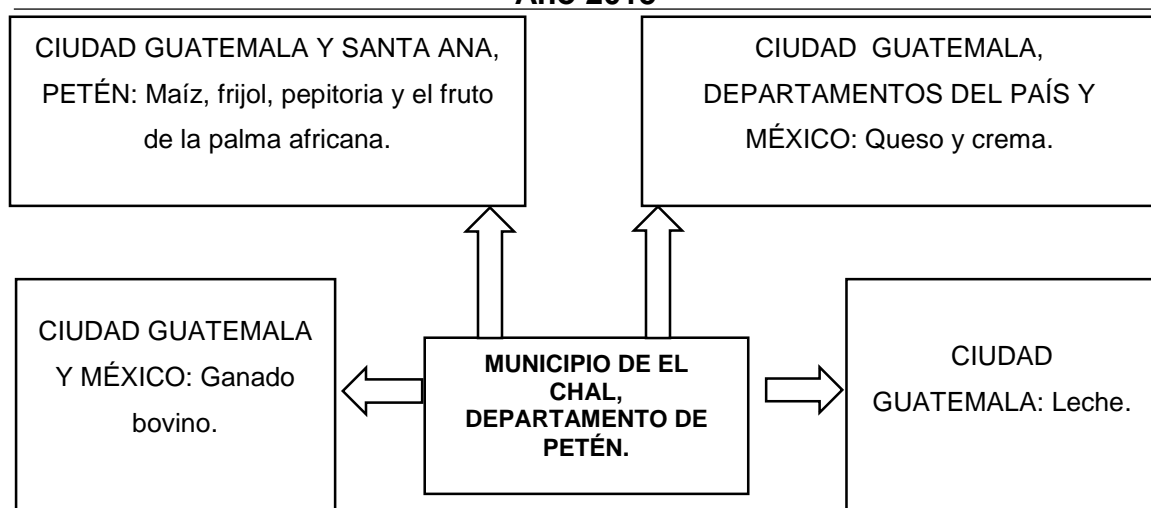 CIUDAD GUATEMALA Y SANTA ANA,
PETÉN: Maíz, frijol, pepitoria y el fruto
de la palma africana.
CIUDAD GUATEMALA,
DEPARTAMENTOS DEL PAÍS Y
MÉXICO: Queso y crema.
CIUDAD GUATEMALA
Y MÉXICO: Ganado
bovino.
MUNICIPIO DE EL
CHAL,
DEPARTAMENTO DE
PETÉN.
CIUDAD
GUATEMALA: Leche.